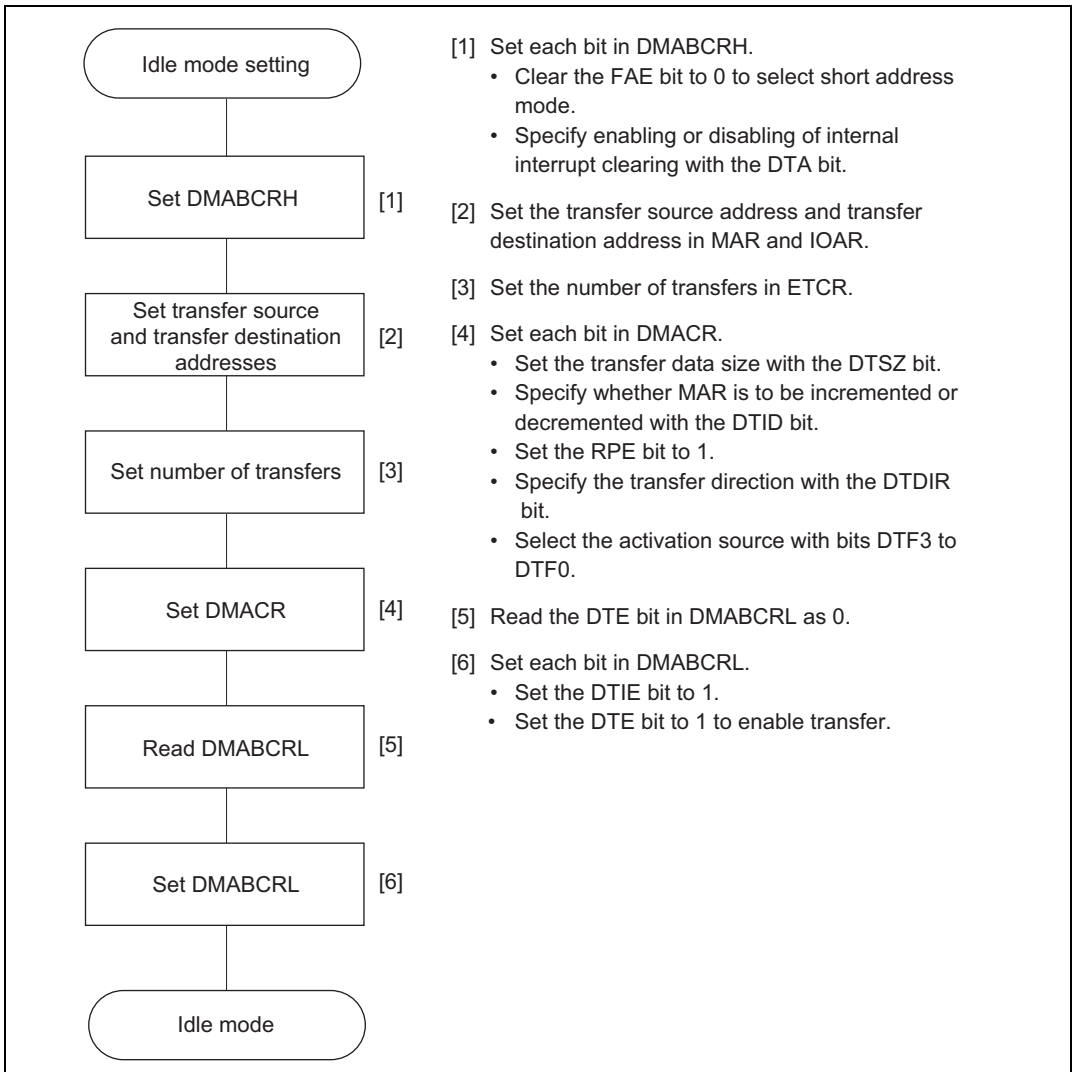 Idle mode setting
Set DMABCRH
[1]
Set transfer source
and transfer destination
addresses
[2]
Set number of transfers
[3]
Set DMACR
[4]
Read DMABCRL
[5]
Set DMABCRL
[6]
Idle mode
[1] Set each bit in DMABCRH.
• Clear the FAE bit to 0 to select short address
mode.
• Specify enabling or disabling of internal
interrupt clearing with the DTA bit.
[2] Set the transfer source address and transfer
destination address in MAR and IOAR.
[3] Set the number of transfers in ETCR.
[4] Set each bit in DMACR.
• Set the transfer data size with the DTSZ bit.
• Specify whether MAR is to be incremented or
decremented with the DTID bit.
• Set the RPE bit to 1.
• Specify the transfer direction with the DTDIR
bit.
• Select the activation source with bits DTF3 to
DTF0.
[5] Read the DTE bit in DMABCRL as 0.
[6] Set each bit in DMABCRL.
• Set the DTIE bit to 1.
• Set the DTE bit to 1 to enable transfer.